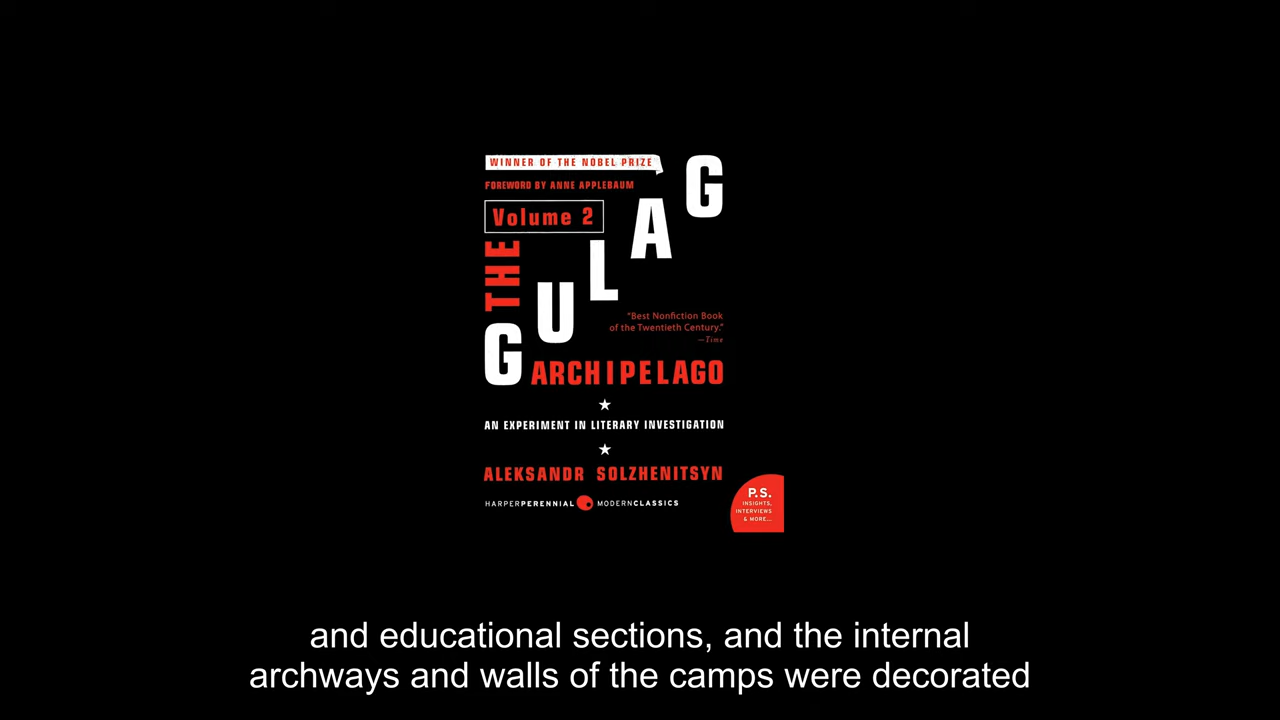 WINNER OF THE NOBEL PRIZE
FOREWORD BY ANNE APPLEBAUM
Volume 2
THE
GULAG
"Best Nonfiction Book
of the Twentieth Century."
—Time
ARCHIPELAGO
AN EXPERIMENT IN LITERARY INVESTIGATION
ALEKSANDR SOLZHENITSYN
HARPERPERENNIAL MODERNCLASSICS
P.S.
INSIGHTS,
INTERVIEWS
& MORE...
and educational sections, and the internal
archways and walls of the camps were decorated